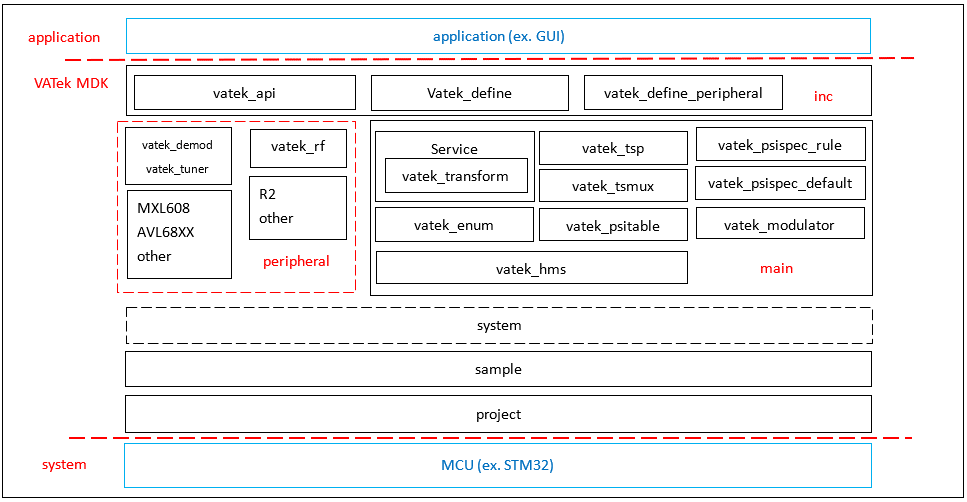 application
application (ex. GUI)
VATek MDK
vatek_api
Vatek_define
vatek_define_peripheral
inc
vatek_demod
vatek_tuner
vatek_rf
MXL608
AVL68XX
other
R2
other
peripheral
Service
vatek_transform
vatek_tsp
vatek_psispec_rule
vatek_tsmux
vatek_psispec_default
vatek_enum
vatek_psitable
vatek_modulator
vatek_hms
main
system
sample
project
system
MCU (ex. STM32)